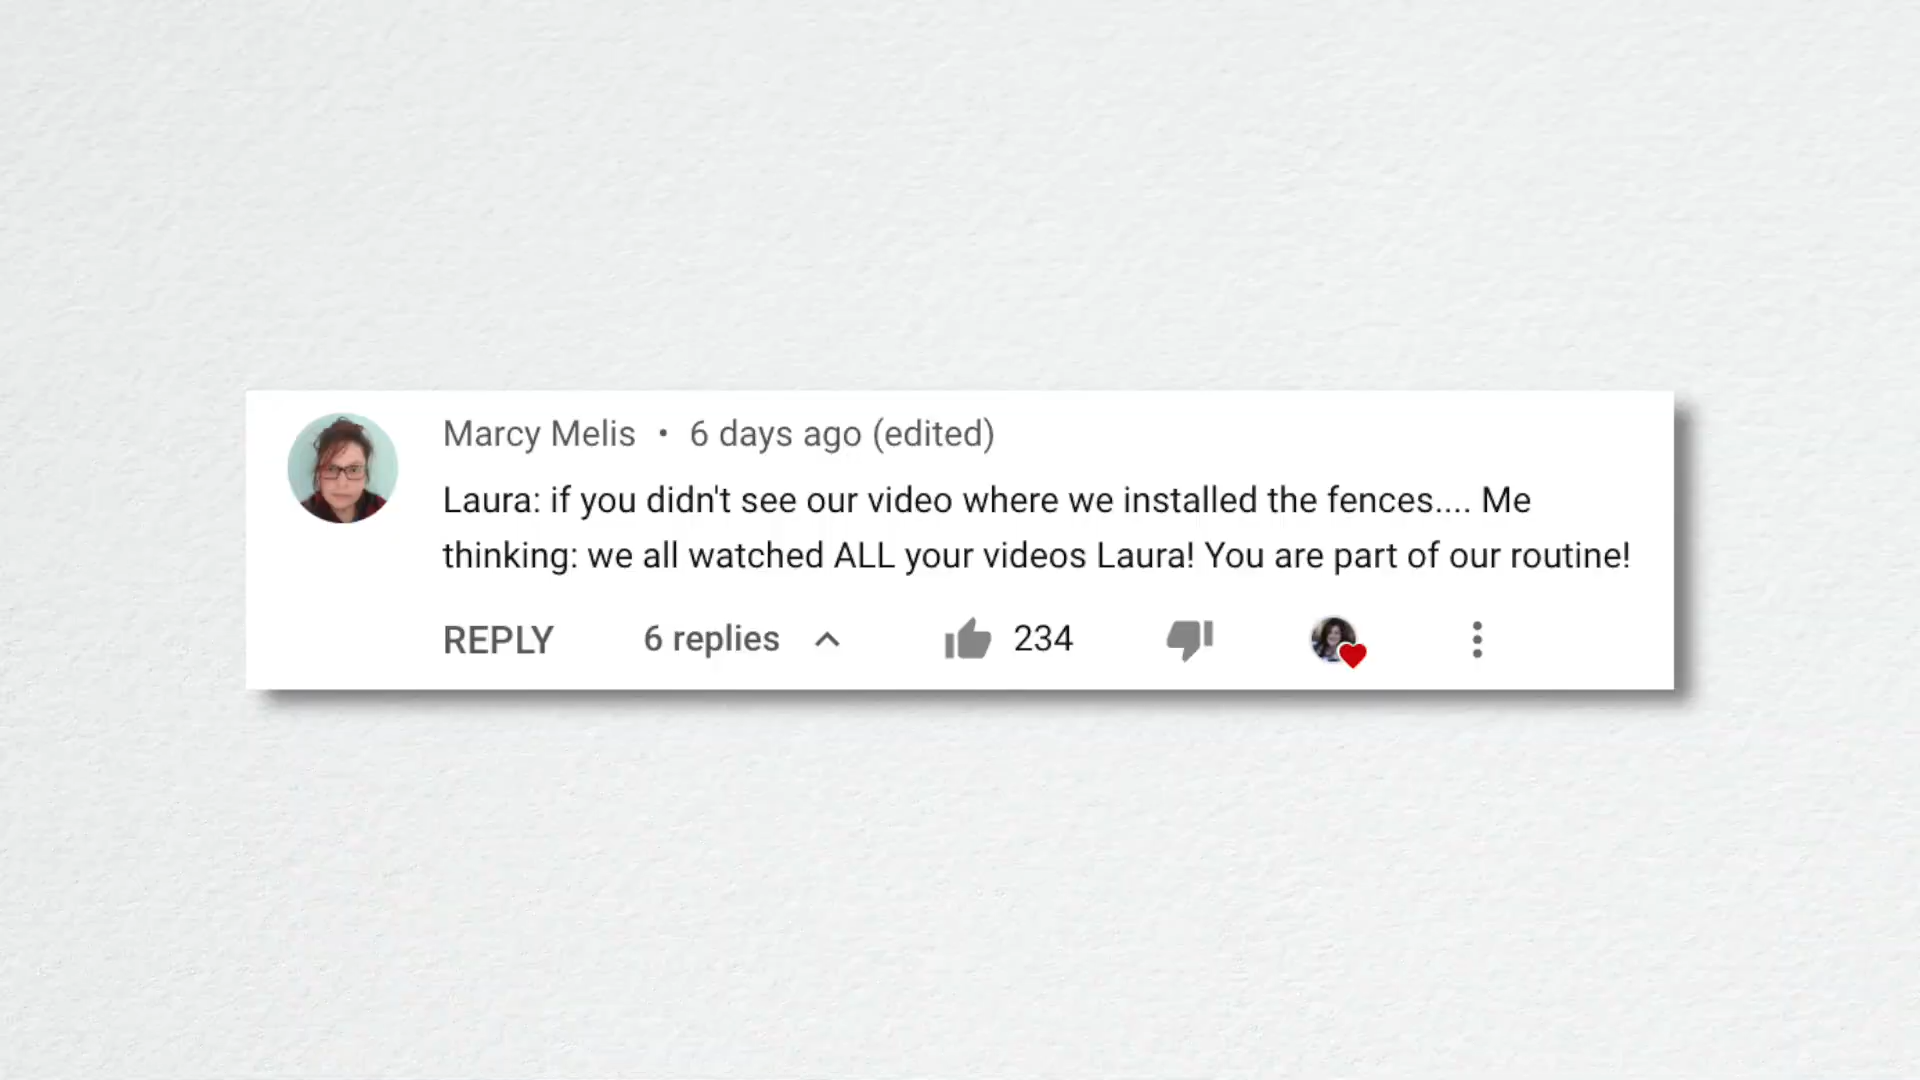 Marcy Melis • 6 days ago (edited)
Laura: if you didn't see our video where we installed the fences.... Me
thinking: we all watched ALL your videos Laura! You are part of our routine!
REPLY 6 replies 234